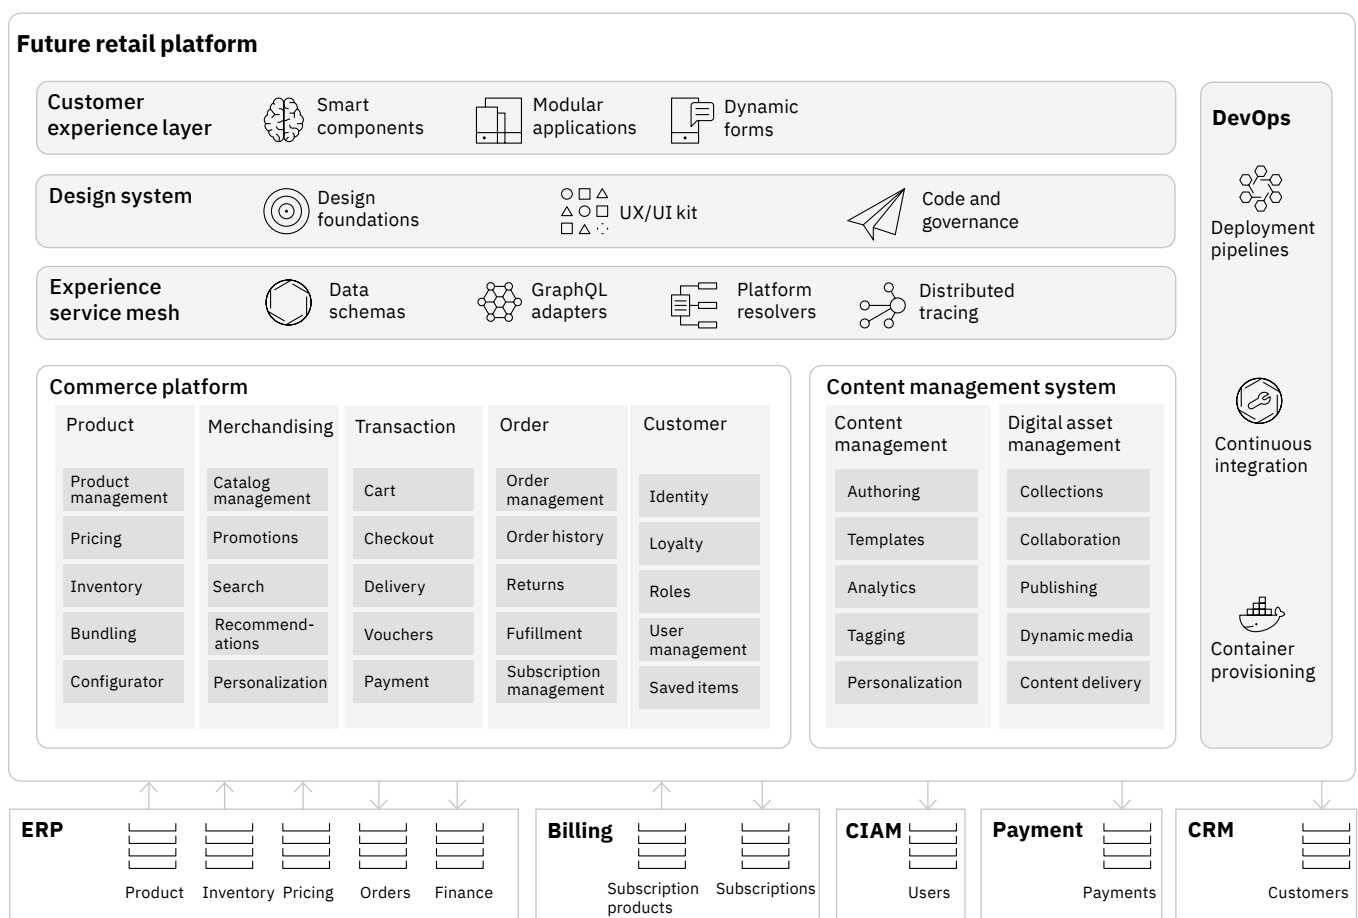 Future retail platform
Customer
experience layer
Smart
components
Modular
applications
Dynamic
forms
Design system
Design
foundations
UX/UI kit
Code and
governance
Experience
service mesh
Data
schemas
GraphQL
adapters
Platform
resolvers
Distributed
tracing
DevOps
Deployment
pipelines
Continuous
integration
Container
provisioning
Commerce platform
Product
Product
management
Pricing
Inventory
Bundling
Configurator
Merchandising
Catalog
management
Promotions
Search
Recommend-
ations
Personalization
Transaction
Cart
Checkout
Delivery
Vouchers
Payment
Order
Order
management
Order history
Returns
Fufillment
Subscription
management
Customer
Identity
Loyalty
Roles
User
management
Saved items
Content management system
Content
management
Authoring
Templates
Analytics
Tagging
Personalization
Digital asset
management
Collections
Collaboration
Publishing
Dynamic media
Content delivery
ERP
Product
Inventory
Pricing
Orders
Finance
Billing
Subscription
products
Subscriptions
CIAM
Users
Payment
Payments
CRM
Customers